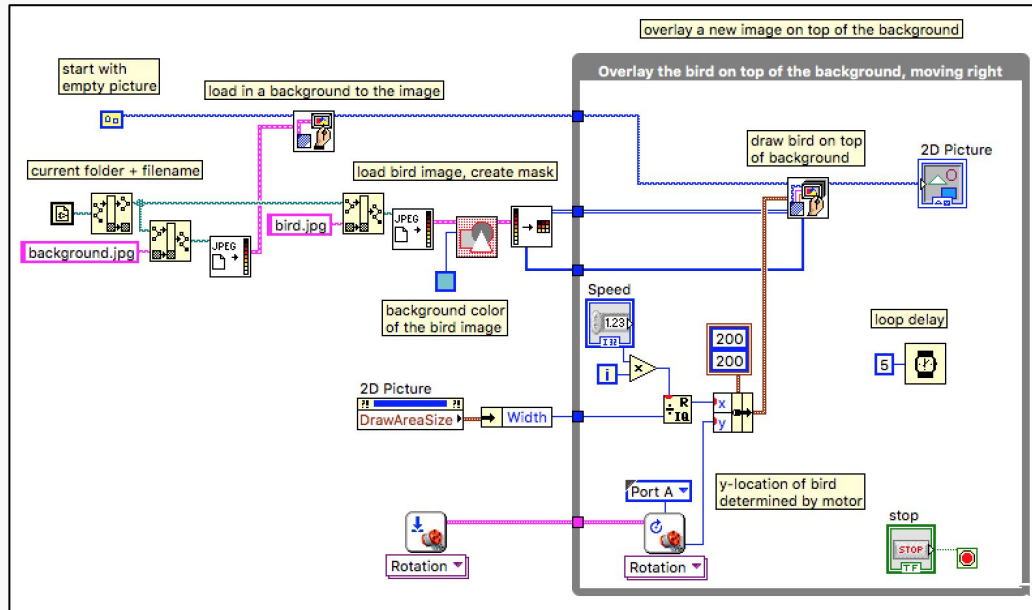 overlay a new image on top of the background
start with
empty picture
load in a background to the image
Overlay the bird on top of the background, moving right
draw bird on top
of background
2D Picture
current folder + filename
load bird image, create mask
JPEG
bird.jpg
background.jpg
JPEG
background color
of the bird image
Speed
1.23
I32
i
x
200
200
loop delay
5
2D Picture
?!
?!
DrawAreaSize
Width
R
IQ
x
y
Port A
y-location of bird
determined by motor
stop
STOP
TF
Rotation
Rotation